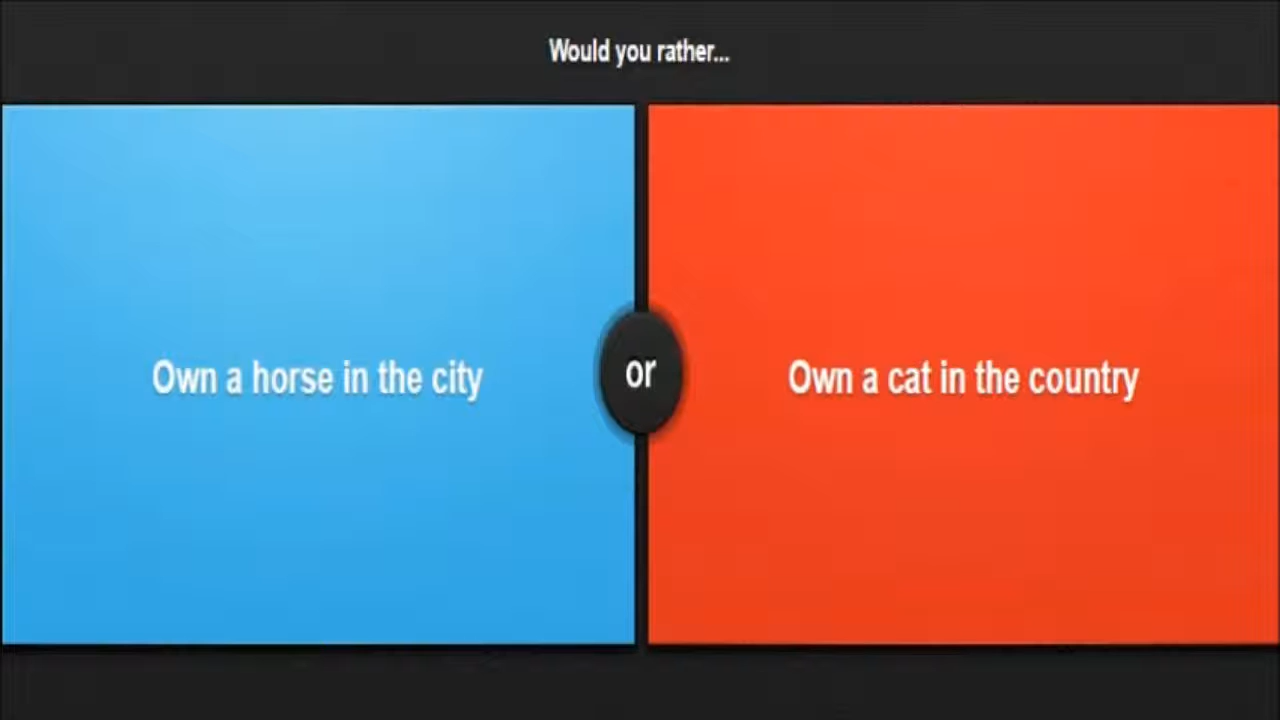 Would you rather...
Own a horse in the city
or
Own a cat in the country